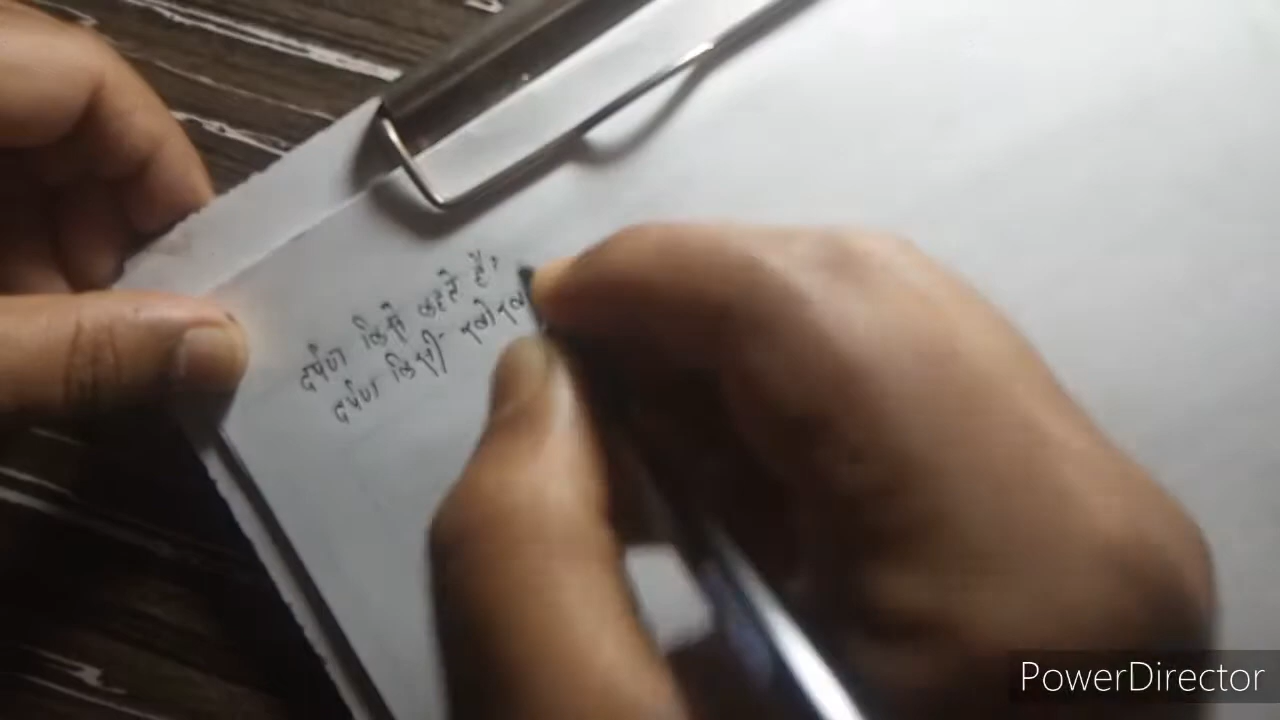 दर्पण किसे कहते हैं,
दर्पण किसी
PowerDirector